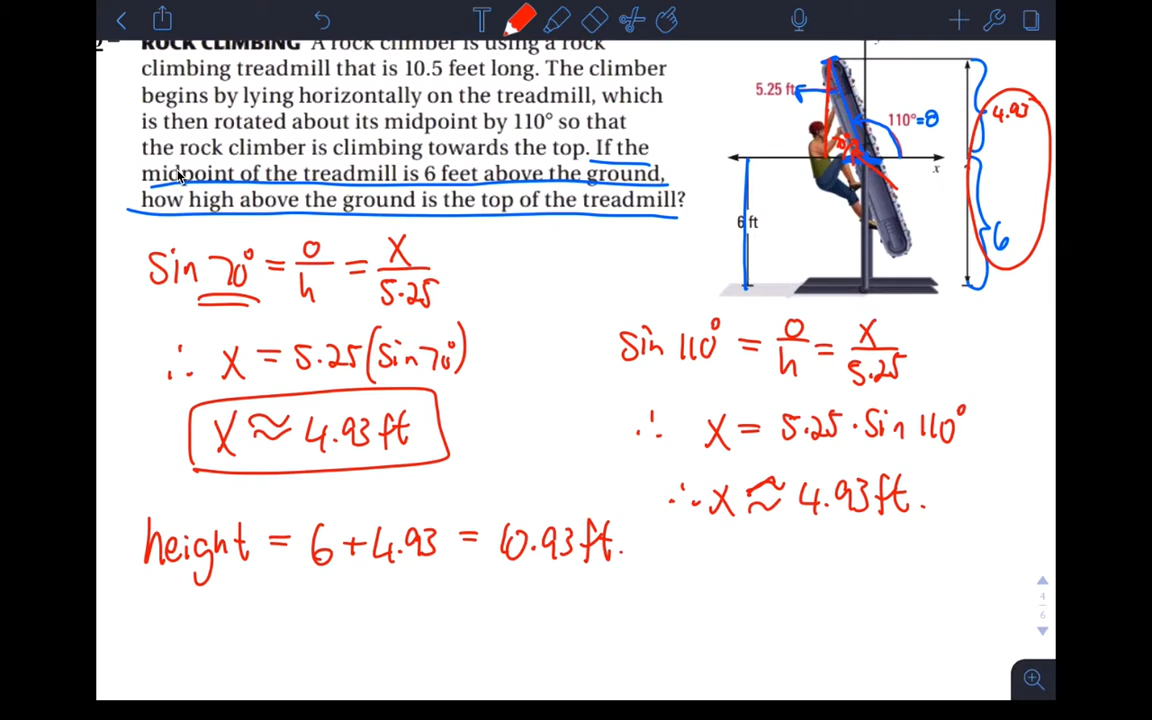 ROCK CLIMBING A rock climber is using a rock
climbing treadmill that is 10.5 feet long. The climber
begins by lying horizontally on the treadmill, which
is then rotated about its midpoint by 110° so that
the rock climber is climbing towards the top. If the
midpoint of the treadmill is 6 feet above the ground,
how high above the ground is the top of the treadmill?
5.25 ft
110°=θ
70°
x
6 ft
4.93
6
sin 70° = o/h = x/5.25
∴ x = 5.25(sin 70°)
x ≈ 4.93 ft
height = 6 + 4.93 = 10.93 ft.
sin 110° = o/h = x/5.25
∴ x = 5.25 · sin 110°
∴ x ≈ 4.93 ft.
T
4
6